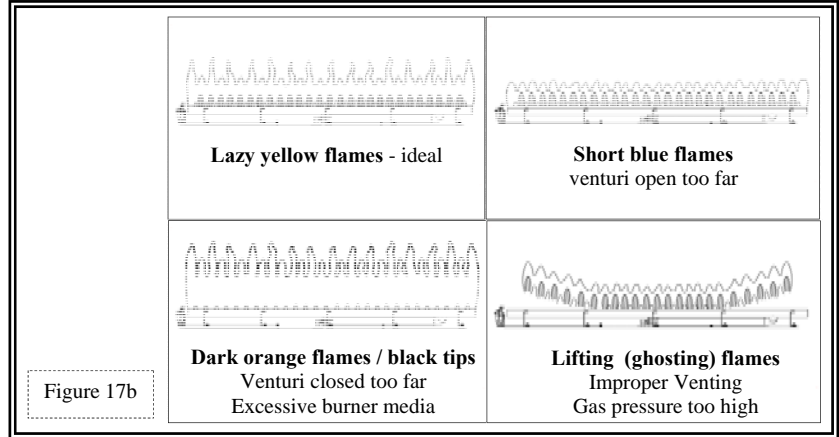 Lazy yellow flames - ideal
Short blue flames
venturi open too far
Dark orange flames / black tips
Venturi closed too far
Excessive burner media
Lifting (ghosting) flames
Improper Venting
Gas pressure too high
Figure 17b